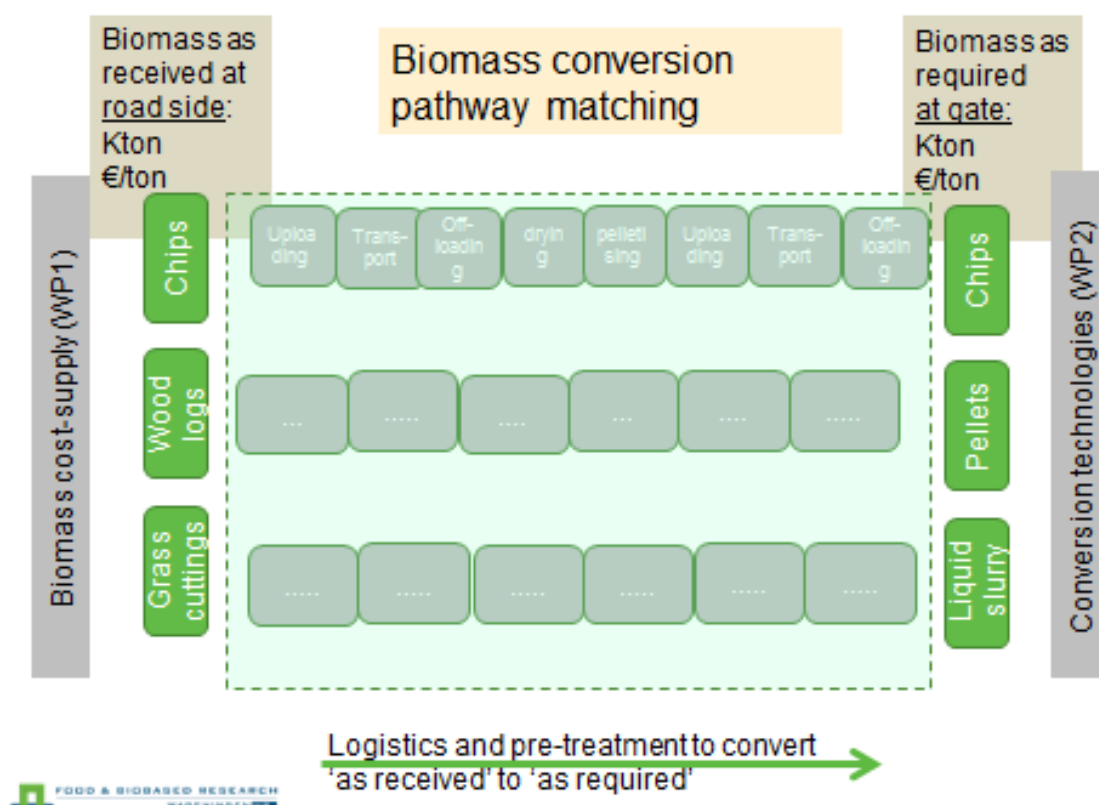 Biomass as
received at
road side:
Kton
€/ton
Biomass conversion
pathway matching
Biomass as
required
at gate:
Kton
€/ton
Biomass cost-supply (WP1)
Chips
Uploa
ding
Trans-
port
Off-
loadin
g
dryin
g
pelleti
sing
Uploa
ding
Trans-
port
Off-
loadin
g
Chips
Wood
logs
...
.....
....
...
....
.....
Pellets
Grass
cuttings
.....
.....
.....
.....
.....
.....
Liquid
slurry
Conversion technologies (WP2)
Logistics and pre-treatment to convert
‘as received’ to ‘as required’
FOOD & BIOBASED RESEARCH